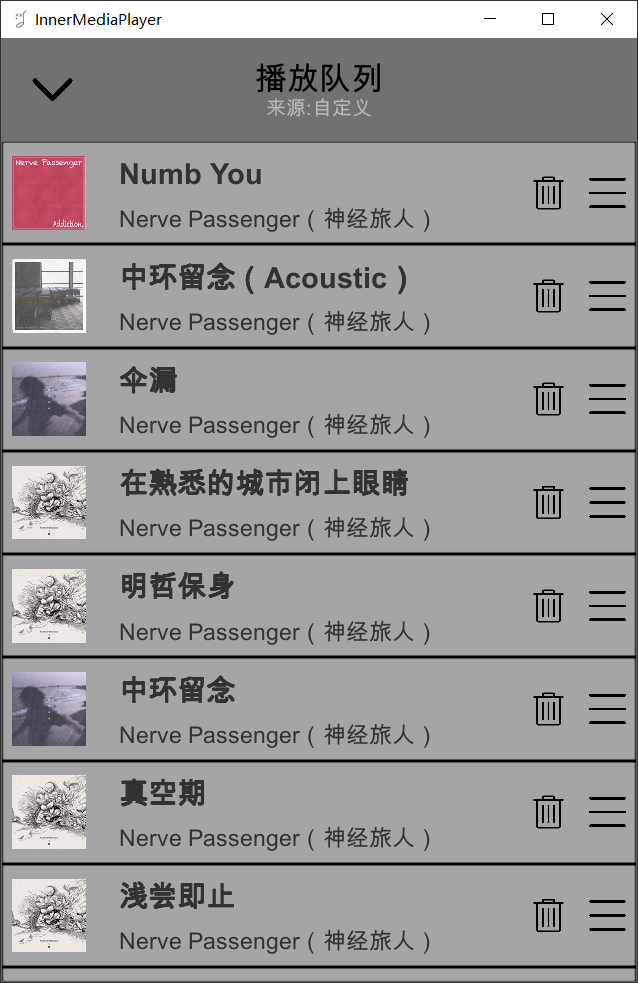 InnerMediaPlayer
播放队列
来源:自定义
Nerve Passenger
Addiction.
Numb You
Nerve Passenger（神经旅人）
中环留念（Acoustic）
Nerve Passenger（神经旅人）
伞漏
Nerve Passenger（神经旅人）
在熟悉的城市闭上眼睛
Nerve Passenger（神经旅人）
明哲保身
Nerve Passenger（神经旅人）
中环留念
Nerve Passenger（神经旅人）
真空期
Nerve Passenger（神经旅人）
浅尝即止
Nerve Passenger（神经旅人）